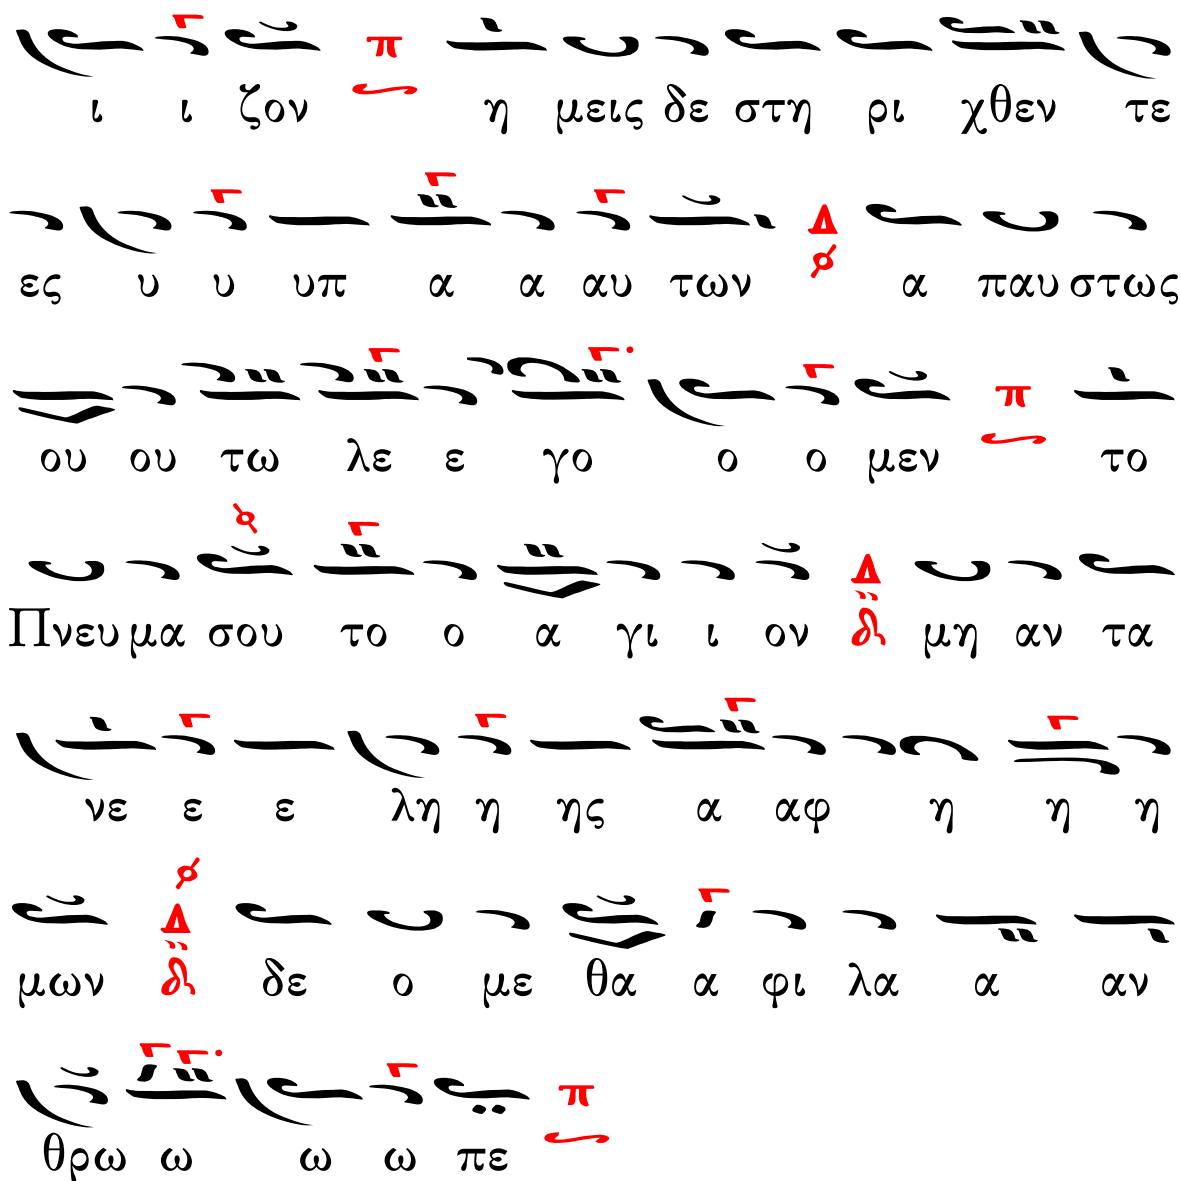 ι ι ζον π η μεις δε στη ρι χθεν τε
ες υ υ υπ α α αυ των Δ α παυ στως
ου ου τω λε ε γο ο ο μεν π το
Πνευ μα σου το ο α γι ι ον Δ μη αν τα
νε ε ε λη η ης α αφ η η η
μων Δ δε ο με θα α φι λα α αν
θρω ω ω ω πε π